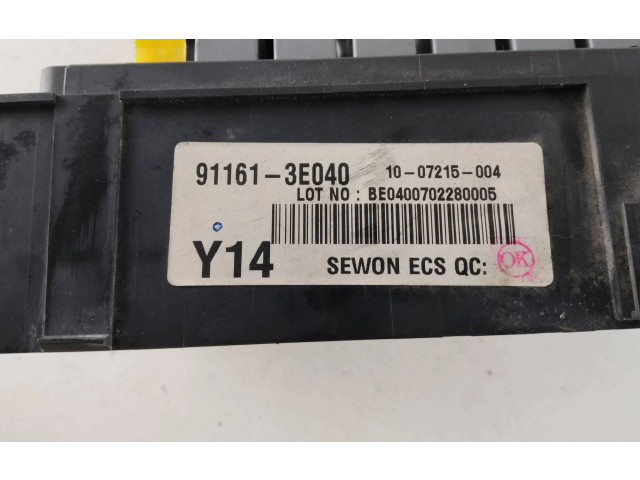 91161-3E040 10-07215-004
LOT NO : BE0400702280005
Y14 SEWON ECS QC: OK